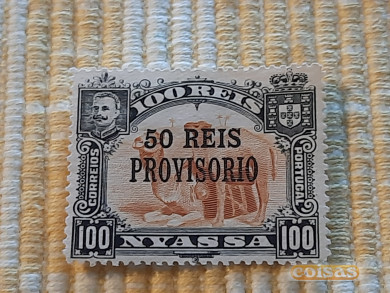 100 REIS
50 REIS
PROVISORIO
CORREIOS
PORTUGAL
100
NYASSA
100
coisas